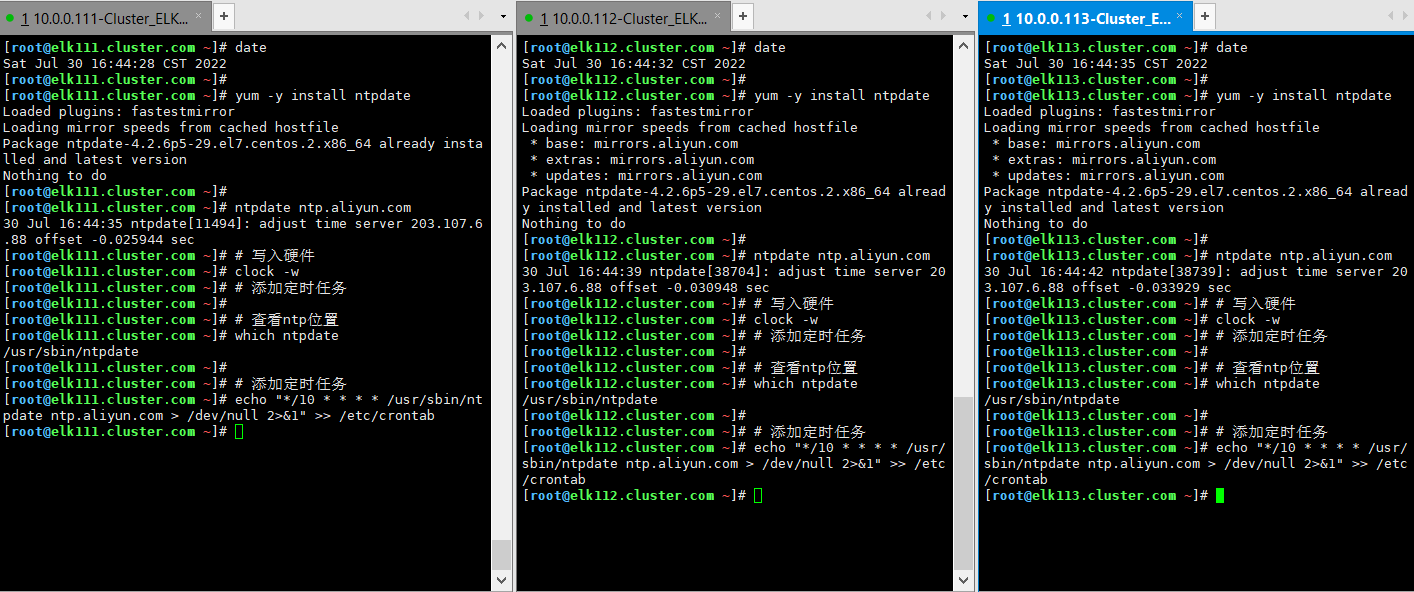 1 10.0.0.111-Cluster_ELK... × +
[root@elk111.cluster.com ~]# date
Sat Jul 30 16:44:28 CST 2022
[root@elk111.cluster.com ~]#
[root@elk111.cluster.com ~]# yum -y install ntpdate
Loaded plugins: fastestmirror
Loading mirror speeds from cached hostfile
Package ntpdate-4.2.6p5-29.el7.centos.2.x86_64 already insta
lled and latest version
Nothing to do
[root@elk111.cluster.com ~]#
[root@elk111.cluster.com ~]# ntpdate ntp.aliyun.com
30 Jul 16:44:35 ntpdate[11494]: adjust time server 203.107.6
.88 offset -0.025944 sec
[root@elk111.cluster.com ~]# # 写入硬件
[root@elk111.cluster.com ~]# clock -w
[root@elk111.cluster.com ~]# # 添加定时任务
[root@elk111.cluster.com ~]#
[root@elk111.cluster.com ~]# # 查看ntp位置
[root@elk111.cluster.com ~]# which ntpdate
/usr/sbin/ntpdate
[root@elk111.cluster.com ~]#
[root@elk111.cluster.com ~]# # 添加定时任务
[root@elk111.cluster.com ~]# echo "*/10 * * * * /usr/sbin/nt
pdate ntp.aliyun.com > /dev/null 2>&1" >> /etc/crontab
[root@elk111.cluster.com ~]#
1 10.0.0.112-Cluster_ELK... × +
[root@elk112.cluster.com ~]# date
Sat Jul 30 16:44:32 CST 2022
[root@elk112.cluster.com ~]#
[root@elk112.cluster.com ~]# yum -y install ntpdate
Loaded plugins: fastestmirror
Loading mirror speeds from cached hostfile
 * base: mirrors.aliyun.com
 * extras: mirrors.aliyun.com
 * updates: mirrors.aliyun.com
Package ntpdate-4.2.6p5-29.el7.centos.2.x86_64 alread
y installed and latest version
Nothing to do
[root@elk112.cluster.com ~]#
[root@elk112.cluster.com ~]# ntpdate ntp.aliyun.com
30 Jul 16:44:39 ntpdate[38704]: adjust time server 20
3.107.6.88 offset -0.030948 sec
[root@elk112.cluster.com ~]# # 写入硬件
[root@elk112.cluster.com ~]# clock -w
[root@elk112.cluster.com ~]# # 添加定时任务
[root@elk112.cluster.com ~]#
[root@elk112.cluster.com ~]# # 查看ntp位置
[root@elk112.cluster.com ~]# which ntpdate
/usr/sbin/ntpdate
[root@elk112.cluster.com ~]#
[root@elk112.cluster.com ~]# # 添加定时任务
[root@elk112.cluster.com ~]# echo "*/10 * * * * /usr/
sbin/ntpdate ntp.aliyun.com > /dev/null 2>&1" >> /etc
/crontab
[root@elk112.cluster.com ~]#
1 10.0.0.113-Cluster_E... × +
[root@elk113.cluster.com ~]# date
Sat Jul 30 16:44:35 CST 2022
[root@elk113.cluster.com ~]#
[root@elk113.cluster.com ~]# yum -y install ntpdate
Loaded plugins: fastestmirror
Loading mirror speeds from cached hostfile
 * base: mirrors.aliyun.com
 * extras: mirrors.aliyun.com
 * updates: mirrors.aliyun.com
Package ntpdate-4.2.6p5-29.el7.centos.2.x86_64 alread
y installed and latest version
Nothing to do
[root@elk113.cluster.com ~]#
[root@elk113.cluster.com ~]# ntpdate ntp.aliyun.com
30 Jul 16:44:42 ntpdate[38739]: adjust time server 20
3.107.6.88 offset -0.033929 sec
[root@elk113.cluster.com ~]# # 写入硬件
[root@elk113.cluster.com ~]# clock -w
[root@elk113.cluster.com ~]# # 添加定时任务
[root@elk113.cluster.com ~]#
[root@elk113.cluster.com ~]# # 查看ntp位置
[root@elk113.cluster.com ~]# which ntpdate
/usr/sbin/ntpdate
[root@elk113.cluster.com ~]#
[root@elk113.cluster.com ~]# # 添加定时任务
[root@elk113.cluster.com ~]# echo "*/10 * * * * /usr/
sbin/ntpdate ntp.aliyun.com > /dev/null 2>&1" >> /etc
/crontab
[root@elk113.cluster.com ~]#